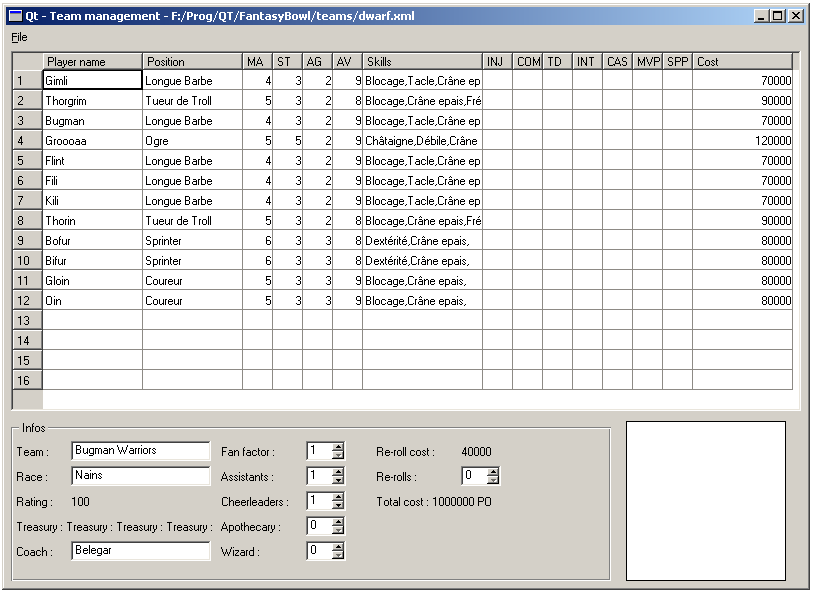 Qt - Team management - F:/Prog/QT/FantasyBowl/teams/dwarf.xml
File
Player name Position MA ST AG AV Skills INJ COM TD INT CAS MVP SPP Cost
1 Gimli Longue Barbe 4 3 2 9 Blocage,Tacle,Crâne ep 70000
2 Thorgrim Tueur de Troll 5 3 2 8 Blocage,Crâne epais,Fré 90000
3 Bugman Longue Barbe 4 3 2 9 Blocage,Tacle,Crâne ep 70000
4 Groooaa Ogre 5 5 2 9 Châtaigne,Débile,Crâne 120000
5 Flint Longue Barbe 4 3 2 9 Blocage,Tacle,Crâne ep 70000
6 Fili Longue Barbe 4 3 2 9 Blocage,Tacle,Crâne ep 70000
7 Kili Longue Barbe 4 3 2 9 Blocage,Tacle,Crâne ep 70000
8 Thorin Tueur de Troll 5 3 2 8 Blocage,Crâne epais,Fré 90000
9 Bofur Sprinter 6 3 3 8 Dextérité,Crâne epais, 80000
10 Bifur Sprinter 6 3 3 8 Dextérité,Crâne epais, 80000
11 Gloin Coureur 5 3 3 9 Blocage,Crâne epais, 80000
12 Oin Coureur 5 3 3 9 Blocage,Crâne epais, 80000
13
14
15
16
Infos
Team : Bugman Warriors Fan factor : 1 Re-roll cost : 40000
Race : Nains Assistants : 1 Re-rolls : 0
Rating : 100 Cheerleaders : 1 Total cost : 1000000 PO
Treasury : Treasury : Treasury : Treasury : Apothecary : 0
Coach : Belegar Wizard : 0